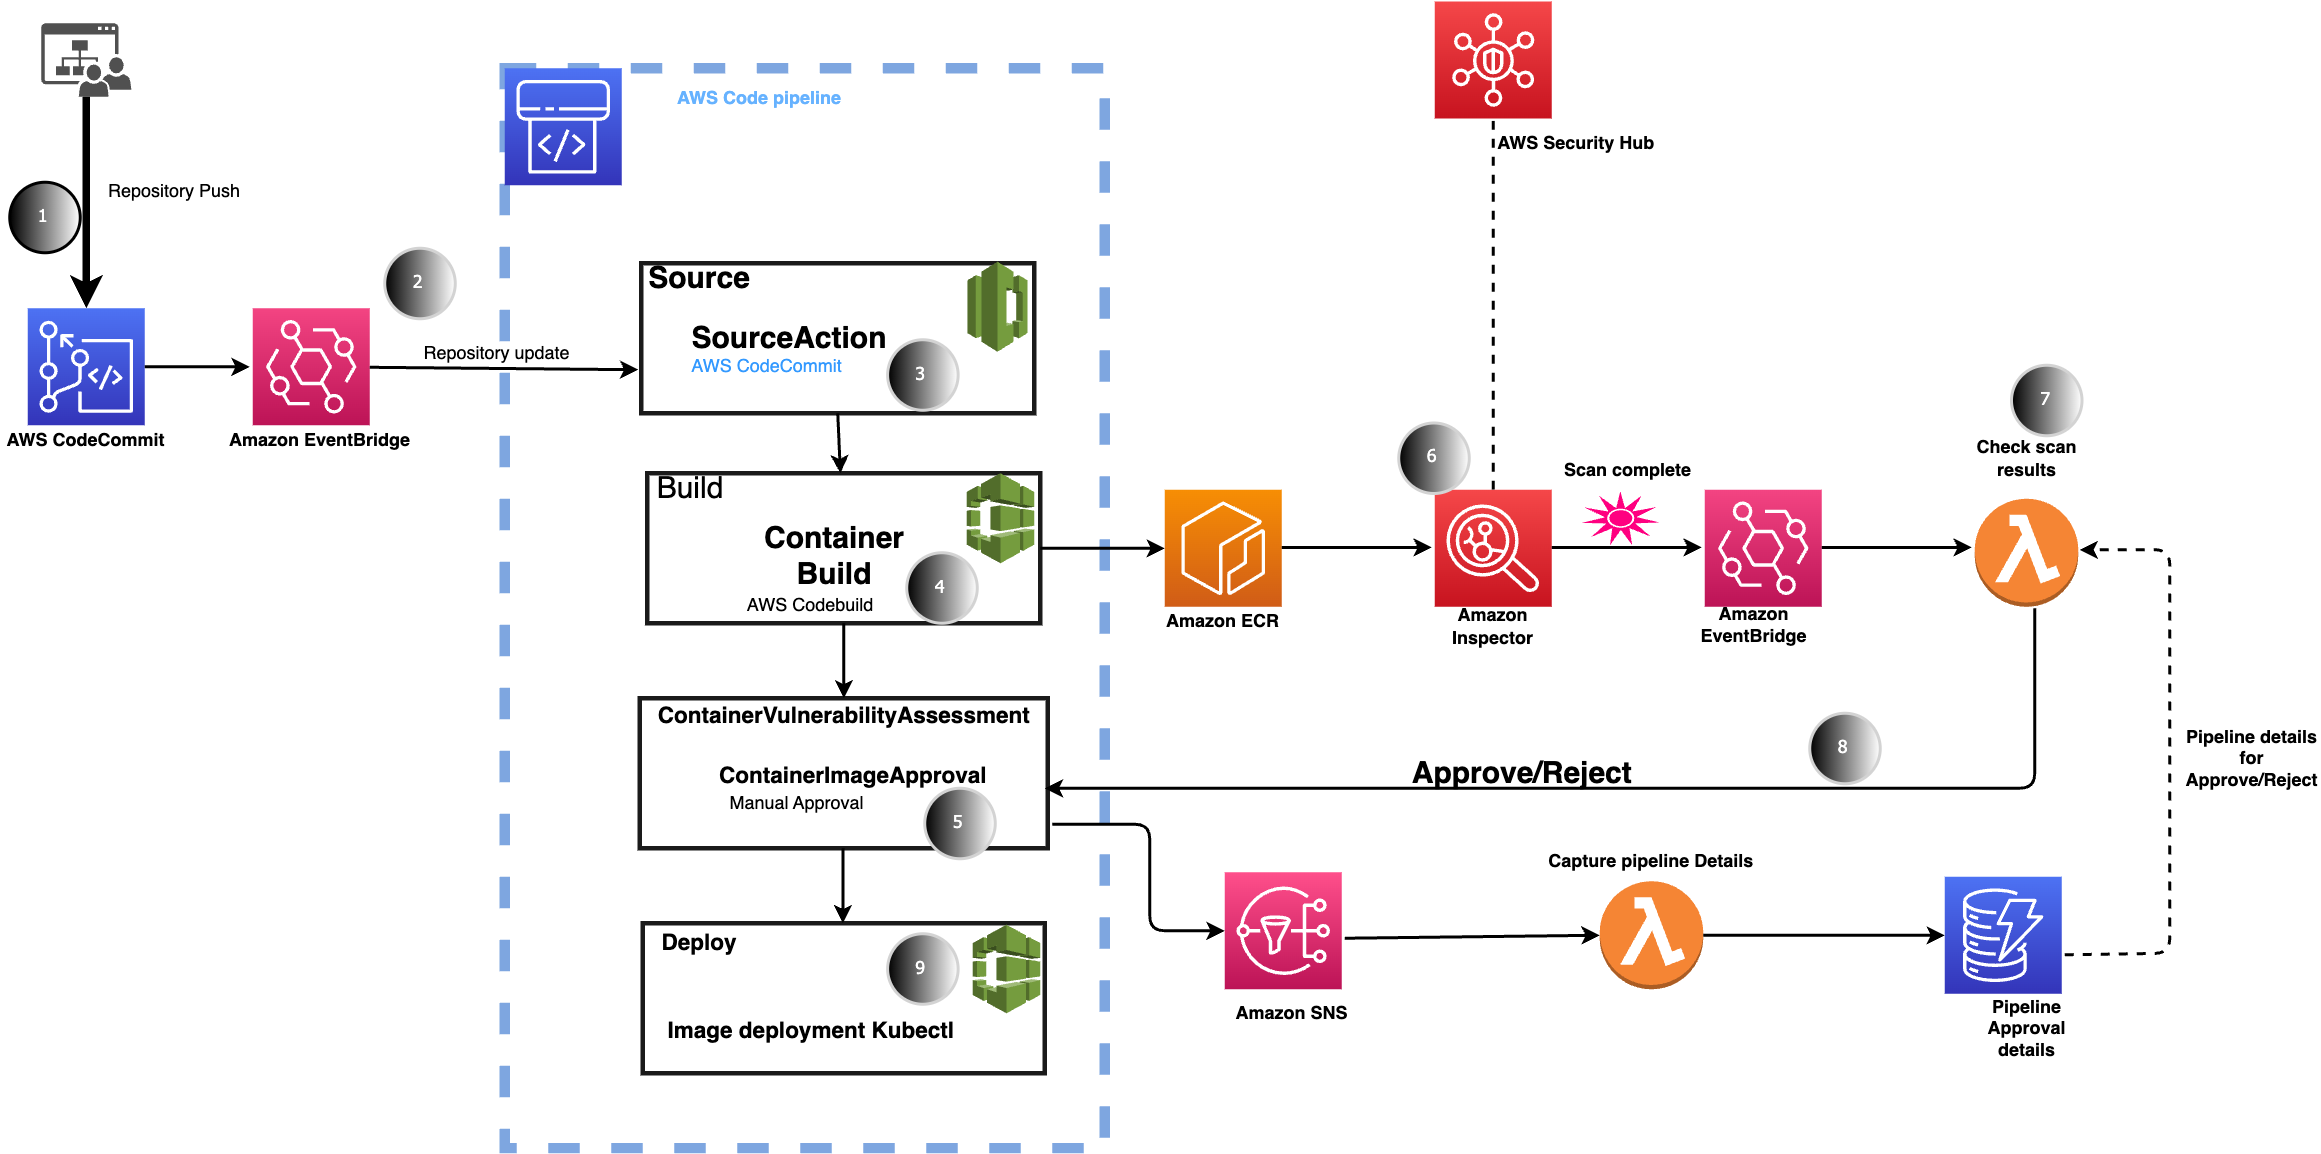 AWS Security Hub
AWS Code pipeline
Repository Push
1
2
Repository update
AWS CodeCommit
Amazon EventBridge
Source
SourceAction
AWS CodeCommit
3
Build
Container
Build
AWS Codebuild
4
ContainerVulnerabilityAssessment
ContainerImageApproval
Manual Approval
5
Deploy
9
Image deployment Kubectl
Amazon ECR
6
Amazon
Inspector
Scan complete
Amazon
EventBridge
7
Check scan
results
8
Approve/Reject
Pipeline details
for
Approve/Reject
Amazon SNS
Capture pipeline Details
Pipeline
Approval
details